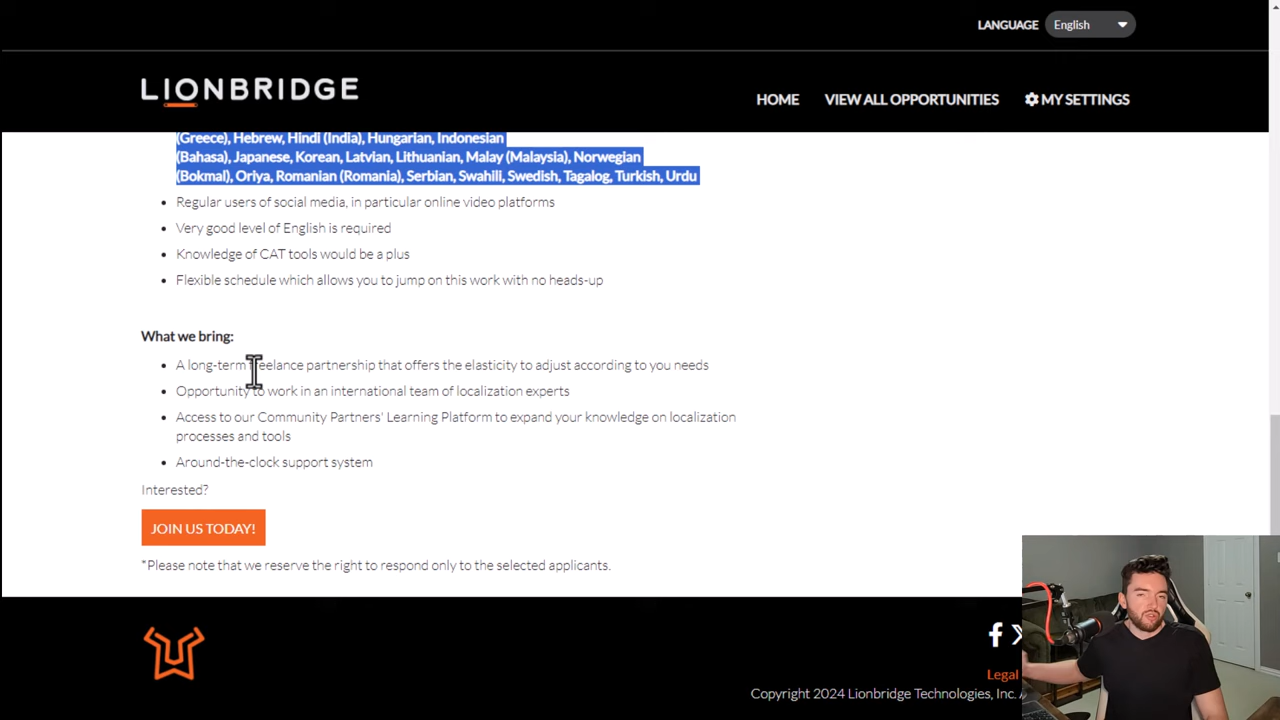 LANGUAGE English
LIONBRIDGE
HOME VIEW ALL OPPORTUNITIES MY SETTINGS
(Greece), Hebrew, Hindi (India), Hungarian, Indonesian
(Bahasa), Japanese, Korean, Latvian, Lithuanian, Malay (Malaysia), Norwegian
(Bokmal), Oriya, Romanian (Romania), Serbian, Swahili, Swedish, Tagalog, Turkish, Urdu
Regular users of social media, in particular online video platforms
Very good level of English is required
Knowledge of CAT tools would be a plus
Flexible schedule which allows you to jump on this work with no heads-up
What we bring:
A long-term freelance partnership that offers the elasticity to adjust according to you needs
Opportunity to work in an international team of localization experts
Access to our Community Partners' Learning Platform to expand your knowledge on localization
processes and tools
Around-the-clock support system
Interested?
JOIN US TODAY!
*Please note that we reserve the right to respond only to the selected applicants.
Legal
Copyright 2024 Lionbridge Technologies, Inc.